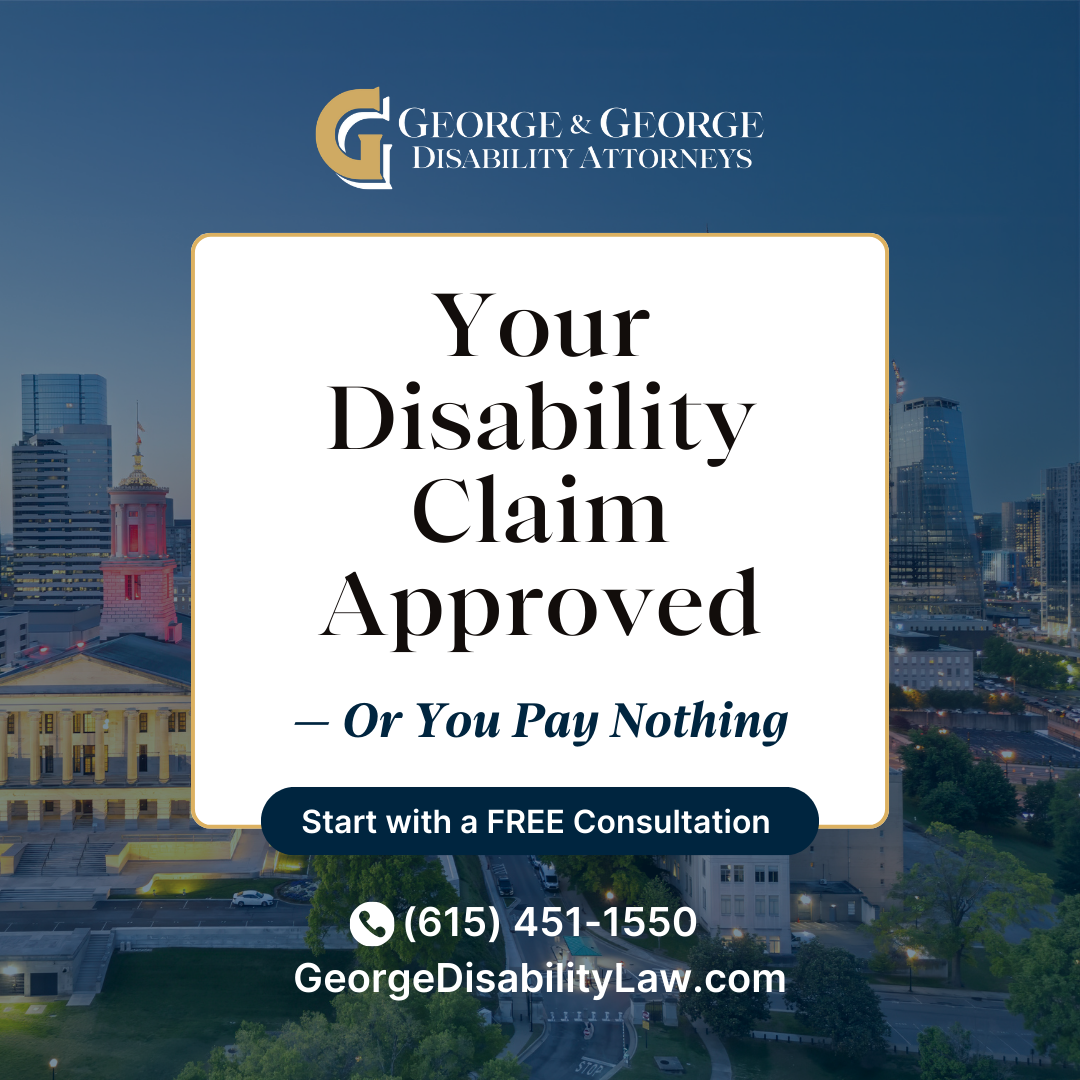 GEORGE & GEORGE
DISABILITY ATTORNEYS
Your
Disability
Claim
Approved
– Or You Pay Nothing
Start with a FREE Consultation
(615) 451-1550
GeorgeDisabilityLaw.com
STOP